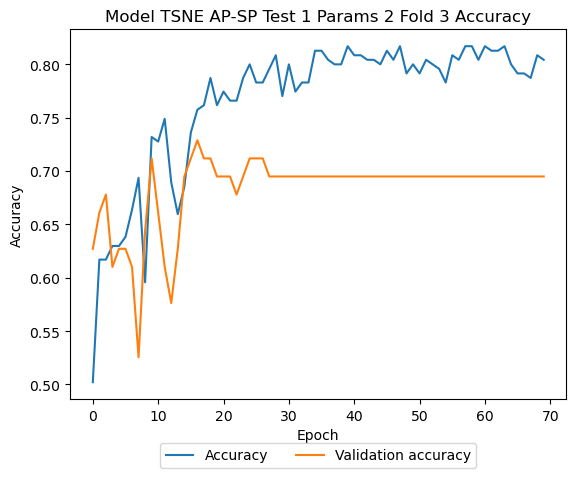 Model TSNE AP-SP Test 1 Params 2 Fold 3 Accuracy
0.80
0.75
0.70
0.65
0.60
0.55
0.50
Accuracy
0 10 20 30 40 50 60 70
Epoch
Accuracy Validation accuracy